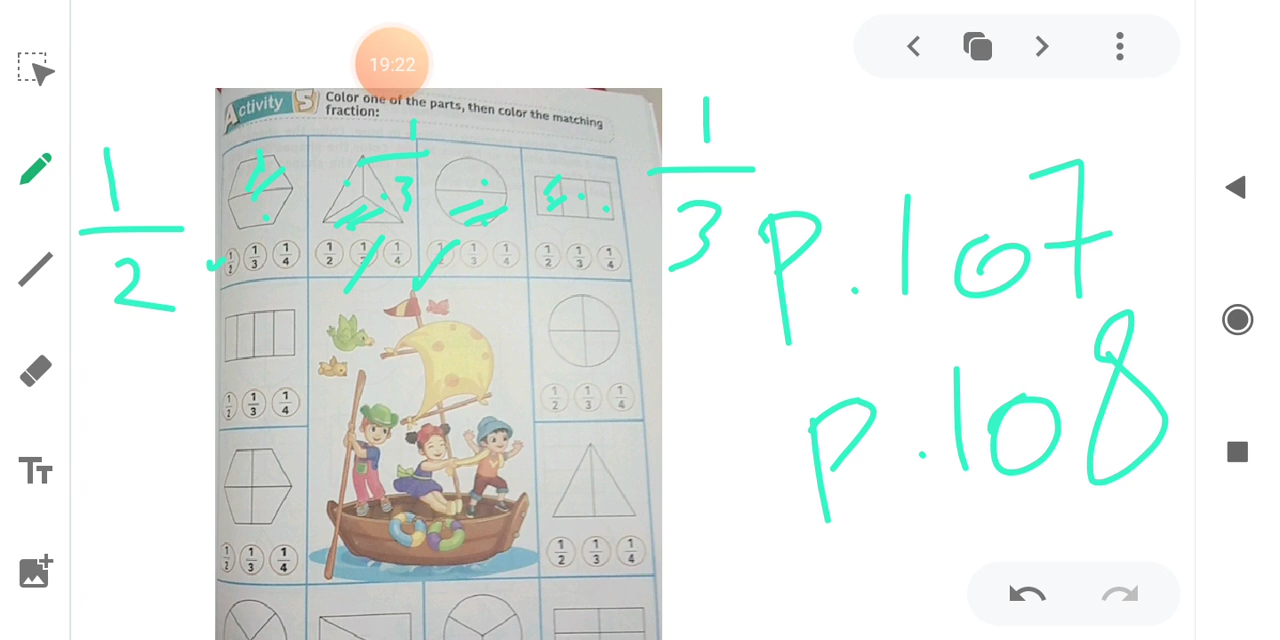 19:22
Activity 5 Color one of the parts, then color the matching
fraction:
1/2
1/3
1/3
p. 107
p. 108
1/2 1/3 1/4
1/2 1/4
1/3 1/4
1/2 1/3 1/4
1/2 1/3 1/4
1/2 1/3 1/4
1/2 1/3 1/4
1/2 1/3 1/4
TT